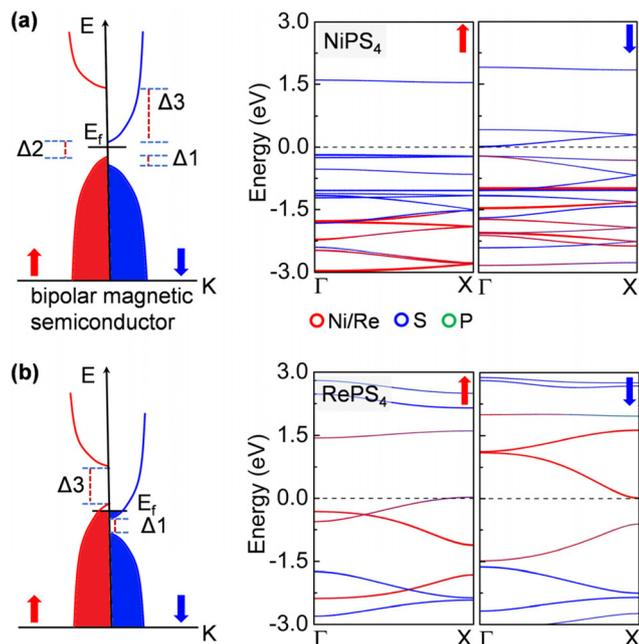 (a)
E
Δ3
E_f
Δ2
Δ1
K
bipolar magnetic
semiconductor
Energy (eV)
3.0
1.5
0.0
-1.5
-3.0
NiPS₄
Γ
X
Γ
X
Ni/Re
S
P
(b)
E
Δ3
E_f
Δ1
K
Energy (eV)
3.0
1.5
0.0
-1.5
-3.0
RePS₄
Γ
X
Γ
X